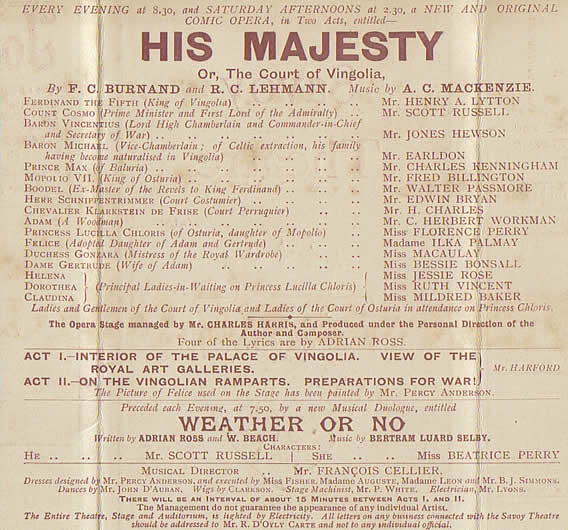 EVERY EVENING at 8.30, and SATURDAY AFTERNOONS at 2.30, a NEW AND ORIGINAL
COMIC OPERA, in Two Acts, entitled—
HIS MAJESTY
Or, The Court of Vingolia,
By F. C. BURNAND and R. C. LEHMANN. Music by A. C. MACKENZIE.
FERDINAND THE FIFTH (King of Vingolia) .. .. .. .. Mr. HENRY A. LYTTON
COUNT COSMO (Prime Minister and First Lord of the Admiralty) .. .. Mr. SCOTT RUSSELL
BARON VINCENTIUS (Lord High Chamberlain and Commander-in-Chief
and Secretary of War) .. .. .. .. .. .. Mr. JONES HEWSON
BARON MICHAEL (Vice-Chamberlain; of Celtic extraction, his family
having become naturalised in Vingolia) .. .. .. .. Mr. EARLDON
PRINCE MAX (of Baluria) .. .. .. .. .. .. Mr. CHARLES KENNINGHAM
MOPOLIO VII. (King of Osturia) .. .. .. .. .. Mr. FRED BILLINGTON
BOODEL (Ex-Master of the Revels to King Ferdinand) .. .. .. Mr. WALTER PASSMORE
HERR SCHNIPPENTRIMMER (Court Costumier) .. .. .. .. Mr. EDWIN BRYAN
CHEVALIER KLARKSTEIN DE FRISE (Court Perruquier) .. .. .. Mr. H. CHARLES
ADAM (A Woodman) .. .. .. .. .. .. Mr. C. HERBERT WORKMAN
PRINCESS LUCILLA CHLORIS (of Osturia, daughter of Mopolio) .. .. Miss FLORENCE PERRY
FELICE (Adopted Daughter of Adam and Gertrude) .. .. .. Madame ILKA PALMAY
DUCHESS GONZARA (Mistress of the Royal Wardrobe) .. .. .. Miss MACAULAY
DAME GERTRUDE (Wife of Adam) .. .. .. .. .. Miss BESSIE BONSALL
HELENA Miss JESSIE ROSE
DOROTHEA (Principal Ladies-in-Waiting on Princess Lucilla Chloris) Miss RUTH VINCENT
CLAUDINA Miss MILDRED BAKER
Ladies and Gentlemen of the Court of Vingolia and Ladies of the Court of Osturia in attendance on Princess Chloris.
The Opera Stage managed by Mr. CHARLES HARRIS, and Produced under the Personal Direction of the
Author and Composer.
Four of the Lyrics are by ADRIAN ROSS.
ACT I.—INTERIOR OF THE PALACE OF VINGOLIA. VIEW OF THE
ROYAL ART GALLERIES.
Mr. HARFORD
ACT II.—ON THE VINGOLIAN RAMPARTS. PREPARATIONS FOR WAR!
The Picture of Felice used on the Stage has been painted by Mr. PERCY ANDERSON.
Preceded each Evening, at 7.50, by a new Musical Duologue, entitled
WEATHER OR NO
Written by ADRIAN ROSS and W. BEACH. Music by BERTRAM LUARD SELBY.
CHARACTERS:
HE .. .. .. Mr. SCOTT RUSSELL | SHE .. .. .. Miss BEATRICE PERRY
MUSICAL DIRECTOR .. Mr. FRANÇOIS CELLIER.
Dresses designed by Mr. PERCY ANDERSON, and executed by MISS FISHER, MADAME AUGUSTE, MADAME LEON and MR. B. J. SIMMONS.
Dances by MR. JOHN D'AUBAN. Wigs by CLARKSON. Stage Machinist, MR. P. WHITE. Electrician, MR. LYONS.
THERE WILL BE AN INTERVAL OF ABOUT 15 MINUTES BETWEEN ACTS I. AND II.
The Management do not guarantee the appearance of any individual Artist.
The Entire Theatre, Stage and Auditorium, is lighted by Electricity. All letters on any business connected with the Savoy Theatre
should be addressed to MR. R. D'OYLY CARTE and not to any individual official.